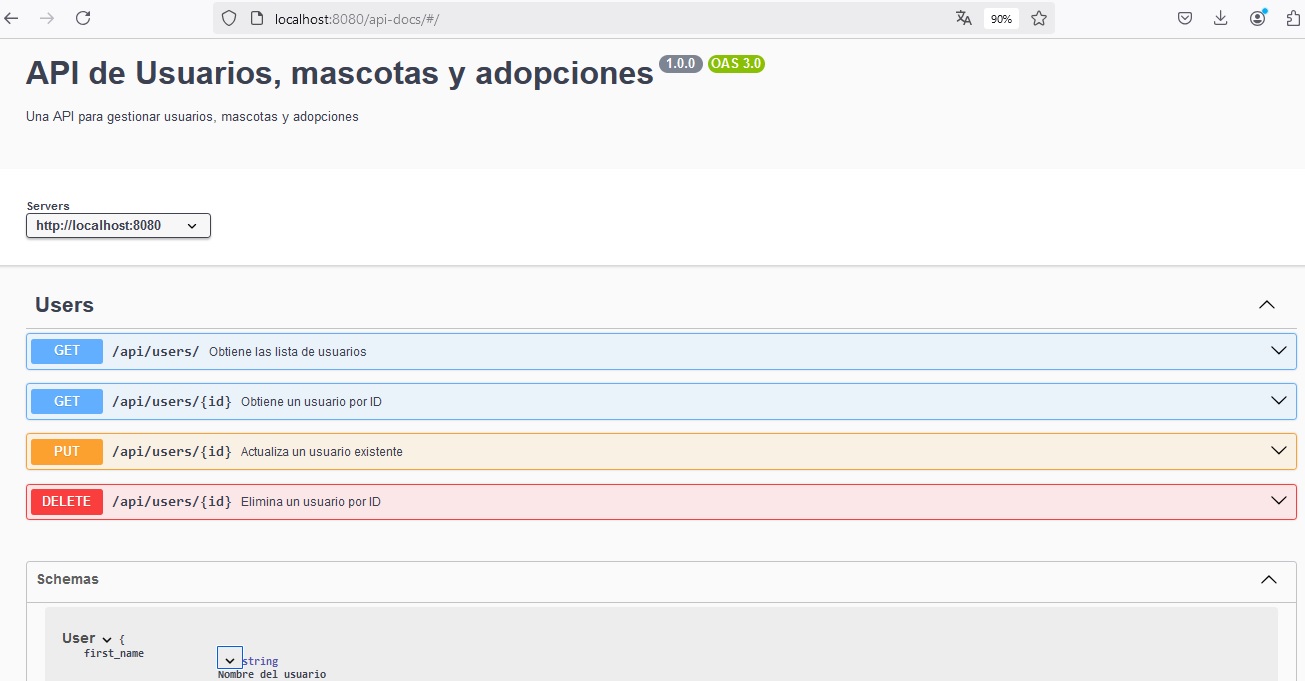 localhost:8080/api-docs/#/
90%
API de Usuarios, mascotas y adopciones 1.0.0 OAS 3.0
Una API para gestionar usuarios, mascotas y adopciones
Servers
http://localhost:8080
Users
GET /api/users/ Obtiene las lista de usuarios
GET /api/users/{id} Obtiene un usuario por ID
PUT /api/users/{id} Actualiza un usuario existente
DELETE /api/users/{id} Elimina un usuario por ID
Schemas
User {
first_name
string
Nombre del usuario